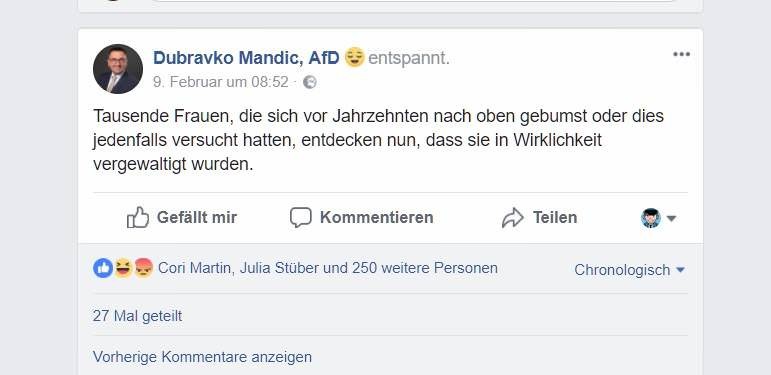 Dubravko Mandic, AfD 😌 entspannt.
9. Februar um 08:52 ·
Tausende Frauen, die sich vor Jahrzehnten nach oben gebumst oder dies
jedenfalls versucht hatten, entdecken nun, dass sie in Wirklichkeit
vergewaltigt wurden.
Gefällt mir
Kommentieren
Teilen
Cori Martin, Julia Stüber und 250 weitere Personen
Chronologisch
27 Mal geteilt
Vorherige Kommentare anzeigen